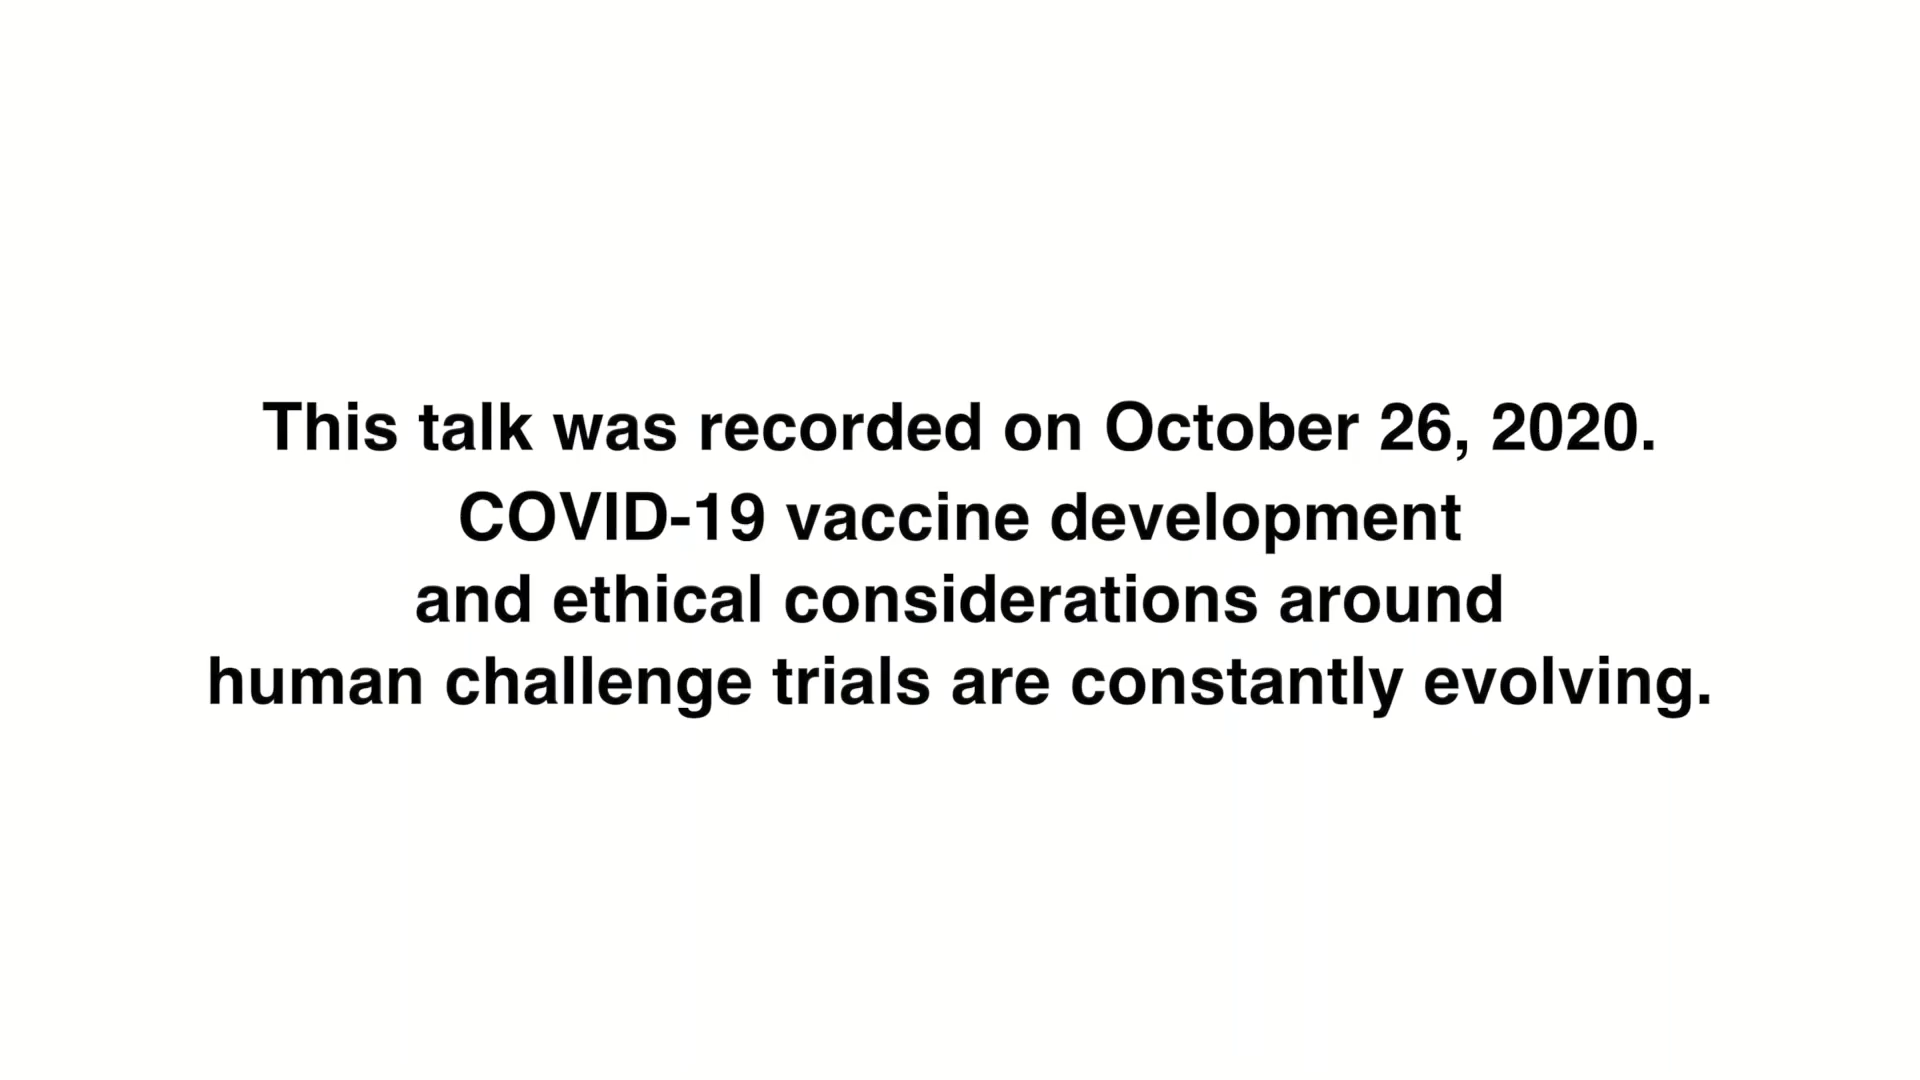 This talk was recorded on October 26, 2020.
COVID-19 vaccine development
and ethical considerations around
human challenge trials are constantly evolving.